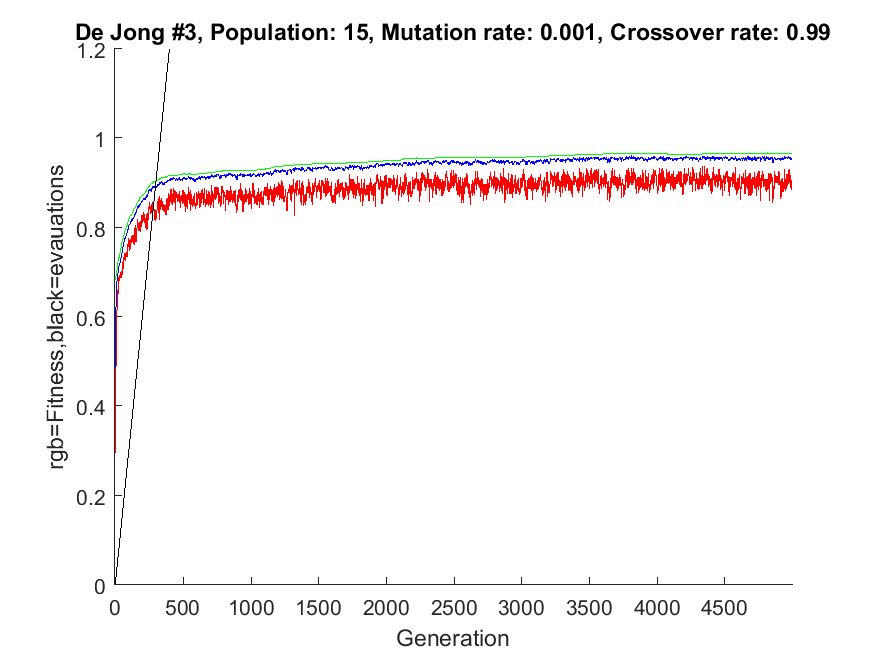 De Jong #3, Population: 15, Mutation rate: 0.001, Crossover rate: 0.99
rgb=Fitness,black=evauations
1.2
1
0.8
0.6
0.4
0.2
0
0 500 1000 1500 2000 2500 3000 3500 4000 4500
Generation